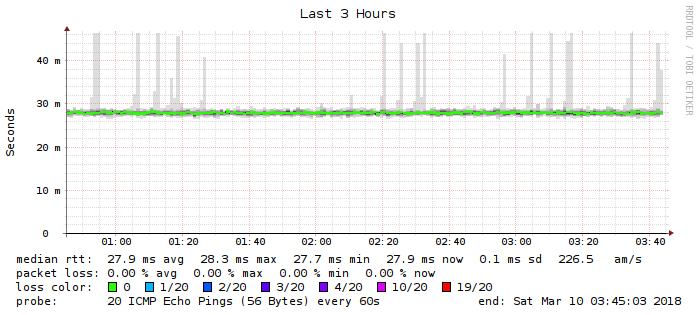 Last 3 Hours
RRDTOOL / TOBI OETIKER
Seconds
40 m
30 m
20 m
10 m
0
01:00 01:20 01:40 02:00 02:20 02:40 03:00 03:20 03:40
median rtt: 27.9 ms avg 28.3 ms max 27.7 ms min 27.9 ms now 0.1 ms sd 226.5 am/s
packet loss: 0.00 % avg 0.00 % max 0.00 % min 0.00 % now
loss color: 0 1/20 2/20 3/20 4/20 10/20 19/20
probe: 20 ICMP Echo Pings (56 Bytes) every 60s end: Sat Mar 10 03:45:03 2018